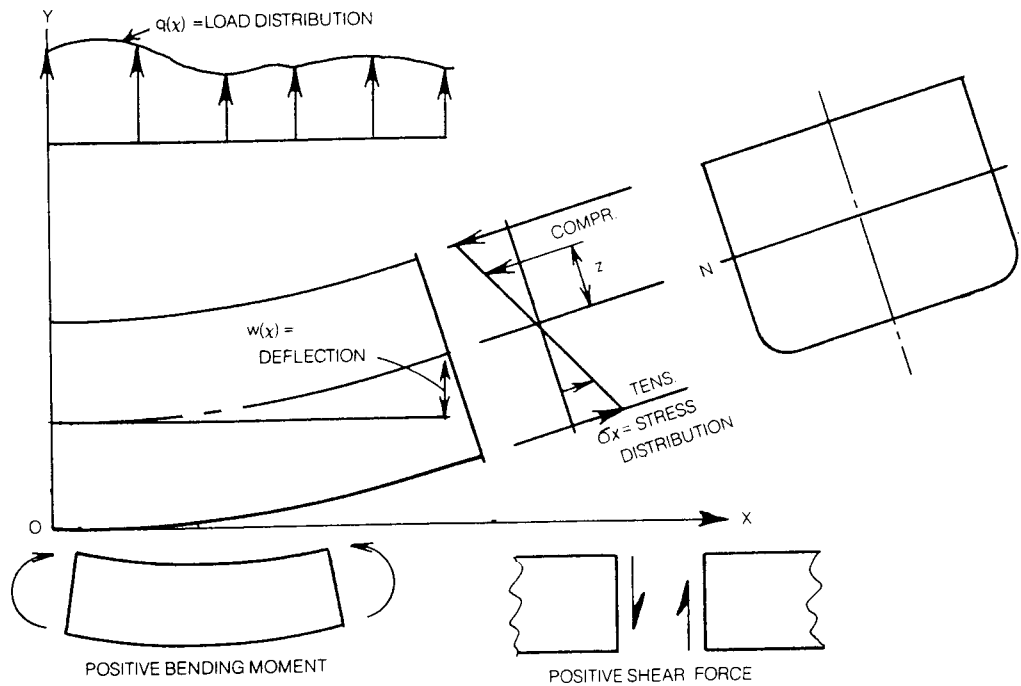 Y
q(x) = LOAD DISTRIBUTION
COMPR.
z
N
w(x) =
DEFLECTION
TENS.
σx = STRESS
DISTRIBUTION
O
X
POSITIVE BENDING MOMENT
POSITIVE SHEAR FORCE